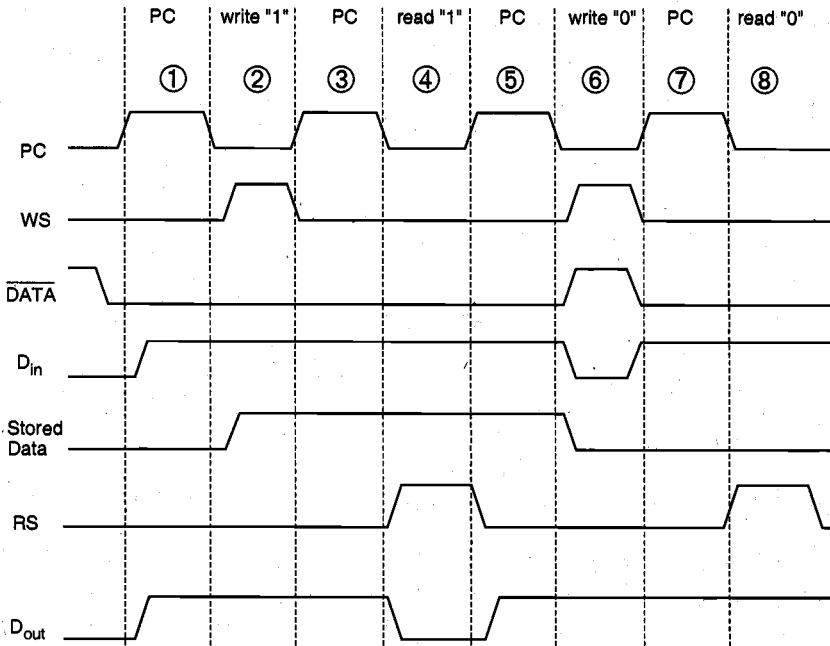 PC write "1" PC read "1" PC write "0" PC read "0"
① ② ③ ④ ⑤ ⑥ ⑦ ⑧
PC
WS
DATA
Din
Stored
Data
RS
Dout